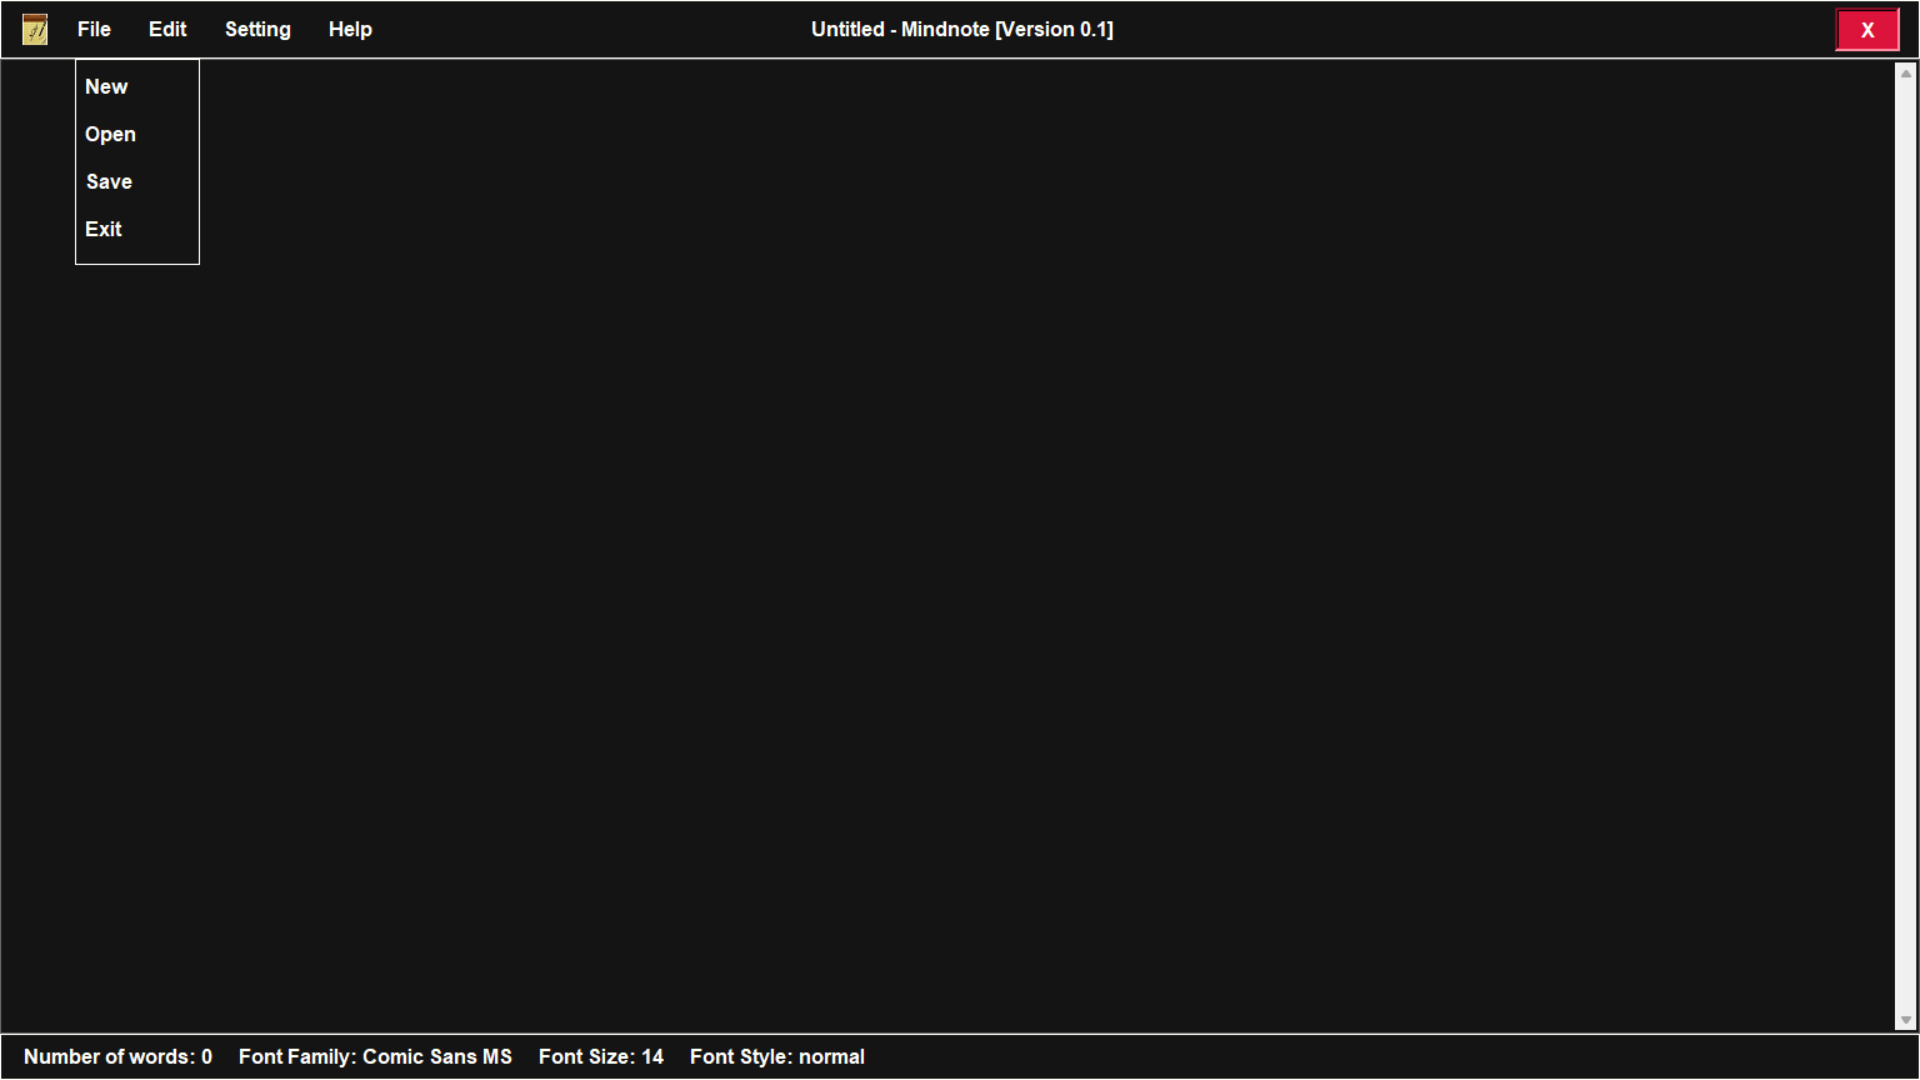 File Edit Setting Help Untitled - Mindnote [Version 0.1] X
New
Open
Save
Exit
Number of words: 0 Font Family: Comic Sans MS Font Size: 14 Font Style: normal